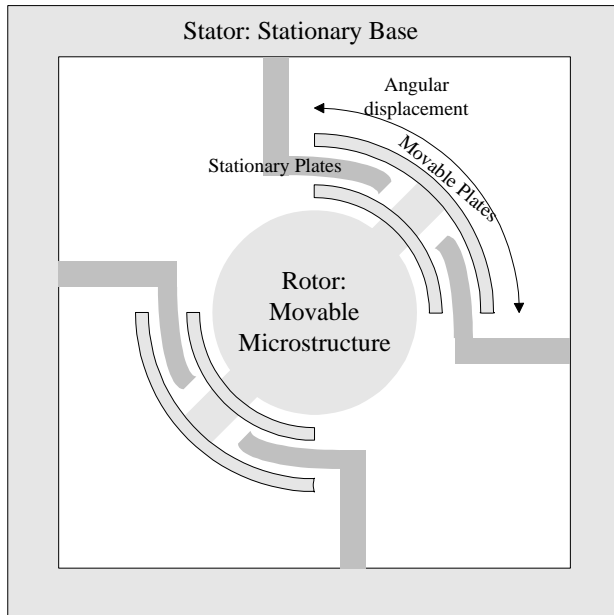 Stator: Stationary Base
Angular
displacement
Movable Plates
Stationary Plates
Rotor:
Movable
Microstructure